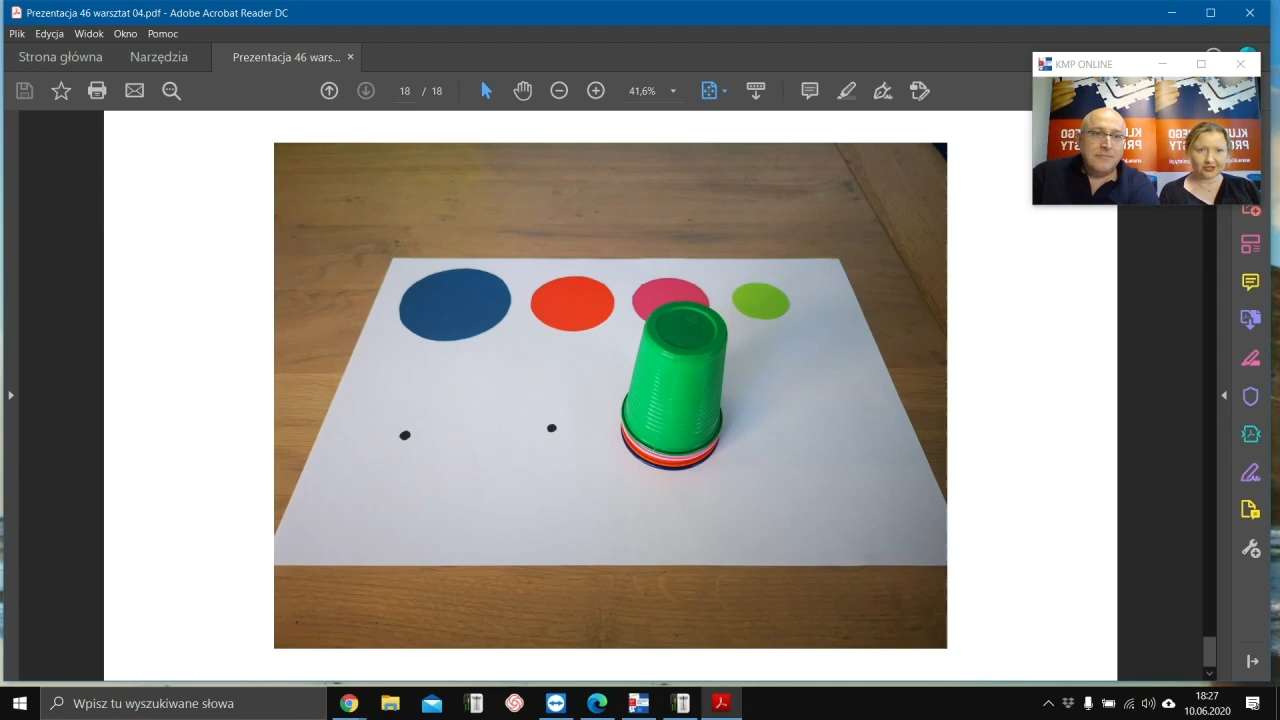 Prezentacja 46 warsztat 04.pdf - Adobe Acrobat Reader DC
Plik Edycja Widok Okno Pomoc
Strona główna Narzędzia Prezentacja 46 wars... ×
18 / 18 41,6%
KMP ONLINE
Wpisz tu wyszukiwane słowa
18:27
10.06.2020